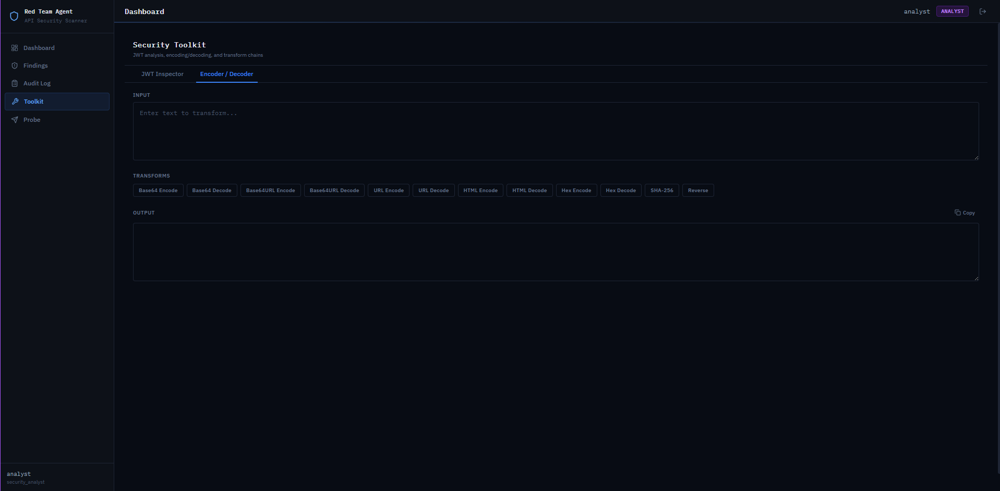 Red Team Agent
API Security Scanner
Dashboard
Findings
Audit Log
Toolkit
Probe
analyst
security_analyst
Dashboard
analyst
ANALYST
Security Toolkit
JWT analysis, encoding/decoding, and transform chains
JWT Inspector
Encoder / Decoder
INPUT
Enter text to transform...
TRANSFORMS
Base64 Encode
Base64 Decode
Base64URL Encode
Base64URL Decode
URL Encode
URL Decode
HTML Encode
HTML Decode
Hex Encode
Hex Decode
SHA-256
Reverse
OUTPUT
Copy